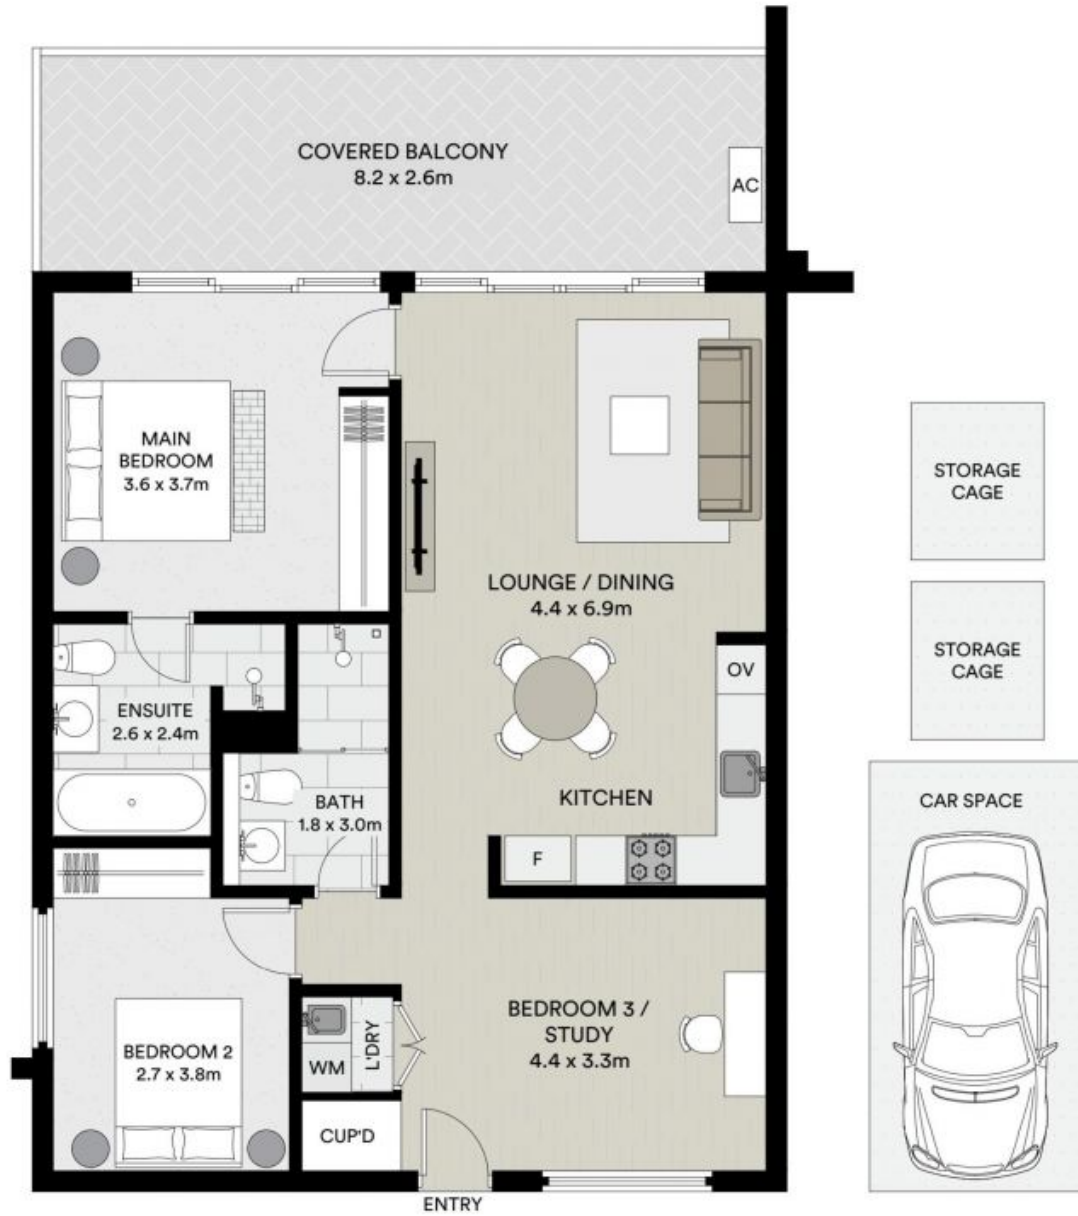 COVERED BALCONY
8.2 x 2.6m
AC
MAIN
BEDROOM
3.6 x 3.7m
STORAGE
CAGE
LOUNGE / DINING
4.4 x 6.9m
STORAGE
CAGE
OV
ENSUITE
2.6 x 2.4m
KITCHEN
BATH
1.8 x 3.0m
CAR SPACE
F
BEDROOM 3 /
STUDY
4.4 x 3.3m
BEDROOM 2
2.7 x 3.8m
WM
L'DRY
CUP'D
ENTRY